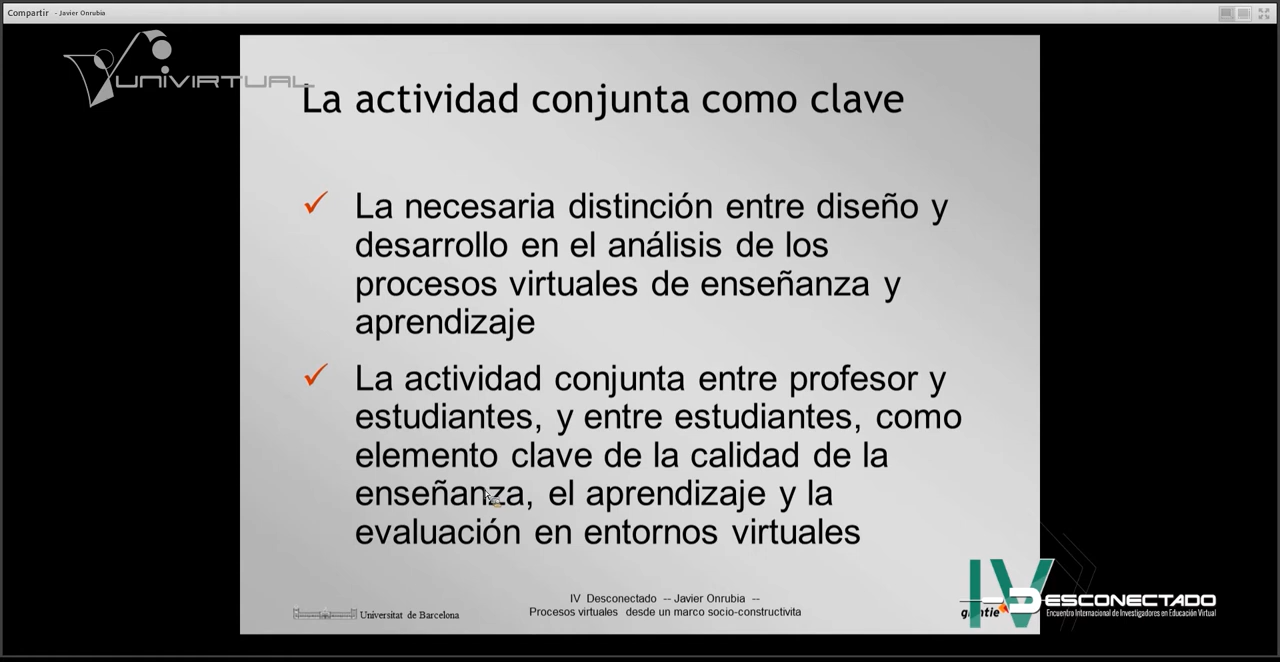 Compartir - Javier Onrubia
UNIVIRTUAL
La actividad conjunta como clave
La necesaria distinción entre diseño y
desarrollo en el análisis de los
procesos virtuales de enseñanza y
aprendizaje
La actividad conjunta entre profesor y
estudiantes, y entre estudiantes, como
elemento clave de la calidad de la
enseñanza, el aprendizaje y la
evaluación en entornos virtuales
Universitat de Barcelona
IV Desconectado -- Javier Onrubia --
Procesos virtuales desde un marco socio-constructivita
IV DESCONECTADO
Encuentro Internacional de Investigadores en Educación Virtual